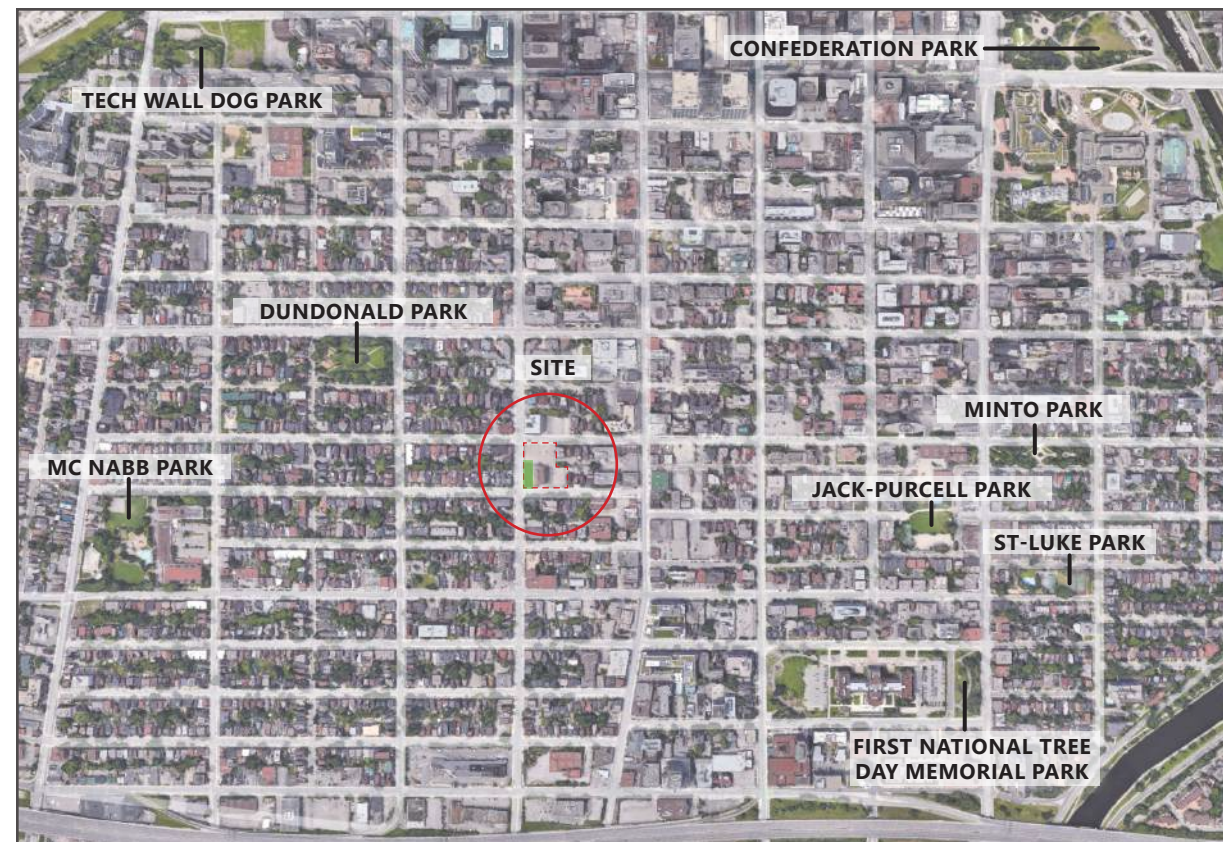 CONFEDERATION PARK
TECH WALL DOG PARK
DUNDONALD PARK
SITE
MINTO PARK
MC NABB PARK
JACK-PURCELL PARK
ST-LUKE PARK
FIRST NATIONAL TREE
DAY MEMORIAL PARK